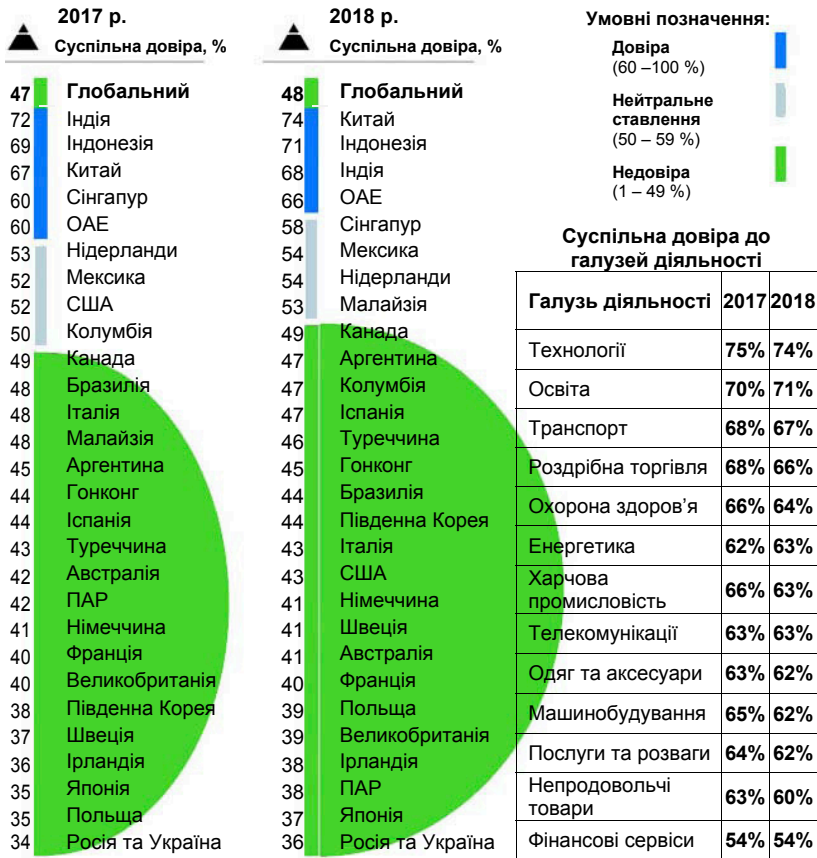 2017 р.
Суспільна довіра, %
47 Глобальний
72 Індія
69 Індонезія
67 Китай
60 Сінгапур
60 ОАЕ
53 Нідерланди
52 Мексика
52 США
50 Колумбія
49 Канада
48 Бразилія
48 Італія
48 Малайзія
45 Аргентина
44 Гонконг
44 Іспанія
43 Туреччина
42 Австралія
42 ПАР
41 Німеччина
40 Франція
40 Великобританія
38 Південна Корея
37 Швеція
36 Ірландія
35 Японія
35 Польща
34 Росія та Україна
2018 р.
Суспільна довіра, %
48 Глобальний
74 Китай
71 Індонезія
68 Індія
66 ОАЕ
58 Сінгапур
54 Мексика
54 Нідерланди
53 Малайзія
49 Канада
47 Аргентина
47 Колумбія
47 Іспанія
46 Туреччина
45 Гонконг
44 Бразилія
44 Південна Корея
43 Італія
43 США
41 Німеччина
41 Швеція
41 Австралія
40 Франція
39 Польща
39 Великобританія
38 Ірландія
38 ПАР
37 Японія
36 Росія та Україна
Умовні позначення:
Довіра
(60 –100 %)
Нейтральне
ставлення
(50 – 59 %)
Недовіра
(1 – 49 %)
Суспільна довіра до
галузей діяльності
Галузь діяльності 2017 2018
Технології 75% 74%
Освіта 70% 71%
Транспорт 68% 67%
Роздрібна торгівля 68% 66%
Охорона здоров’я 66% 64%
Енергетика 62% 63%
Харчова
промисловість 66% 63%
Телекомунікації 63% 63%
Одяг та аксесуари 63% 62%
Машинобудування 65% 62%
Послуги та розваги 64% 62%
Непродовольчі
товари 63% 60%
Фінансові сервіси 54% 54%